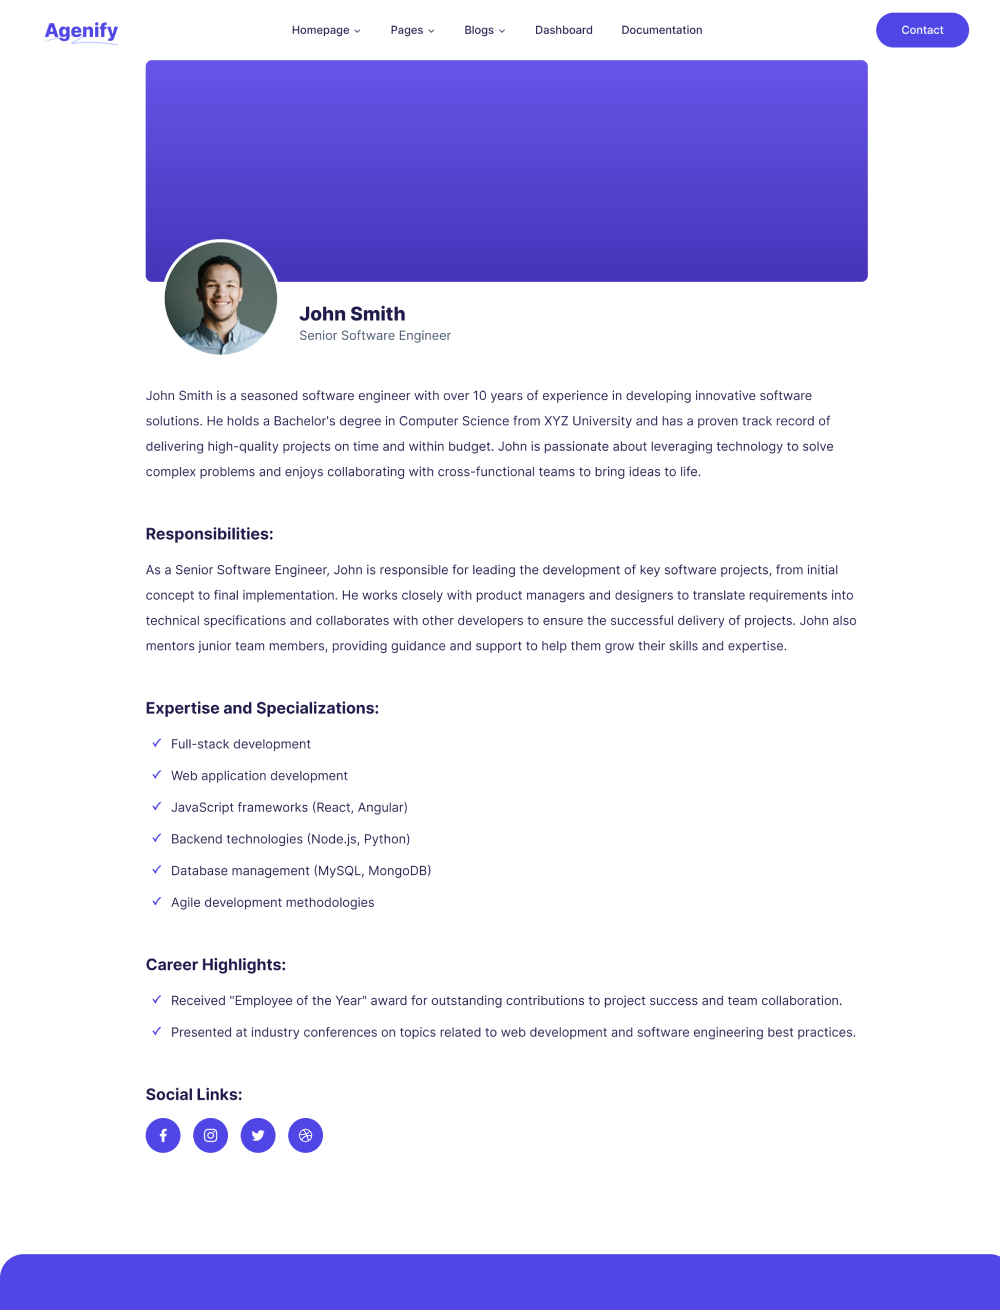 Agenify
Homepage
Pages
Blogs
Dashboard
Documentation
Contact
John Smith
Senior Software Engineer
John Smith is a seasoned software engineer with over 10 years of experience in developing innovative software
solutions. He holds a Bachelor's degree in Computer Science from XYZ University and has a proven track record of
delivering high-quality projects on time and within budget. John is passionate about leveraging technology to solve
complex problems and enjoys collaborating with cross-functional teams to bring ideas to life.
Responsibilities:
As a Senior Software Engineer, John is responsible for leading the development of key software projects, from initial
concept to final implementation. He works closely with product managers and designers to translate requirements into
technical specifications and collaborates with other developers to ensure the successful delivery of projects. John also
mentors junior team members, providing guidance and support to help them grow their skills and expertise.
Expertise and Specializations:
Full-stack development
Web application development
JavaScript frameworks (React, Angular)
Backend technologies (Node.js, Python)
Database management (MySQL, MongoDB)
Agile development methodologies
Career Highlights:
Received "Employee of the Year" award for outstanding contributions to project success and team collaboration.
Presented at industry conferences on topics related to web development and software engineering best practices.
Social Links: